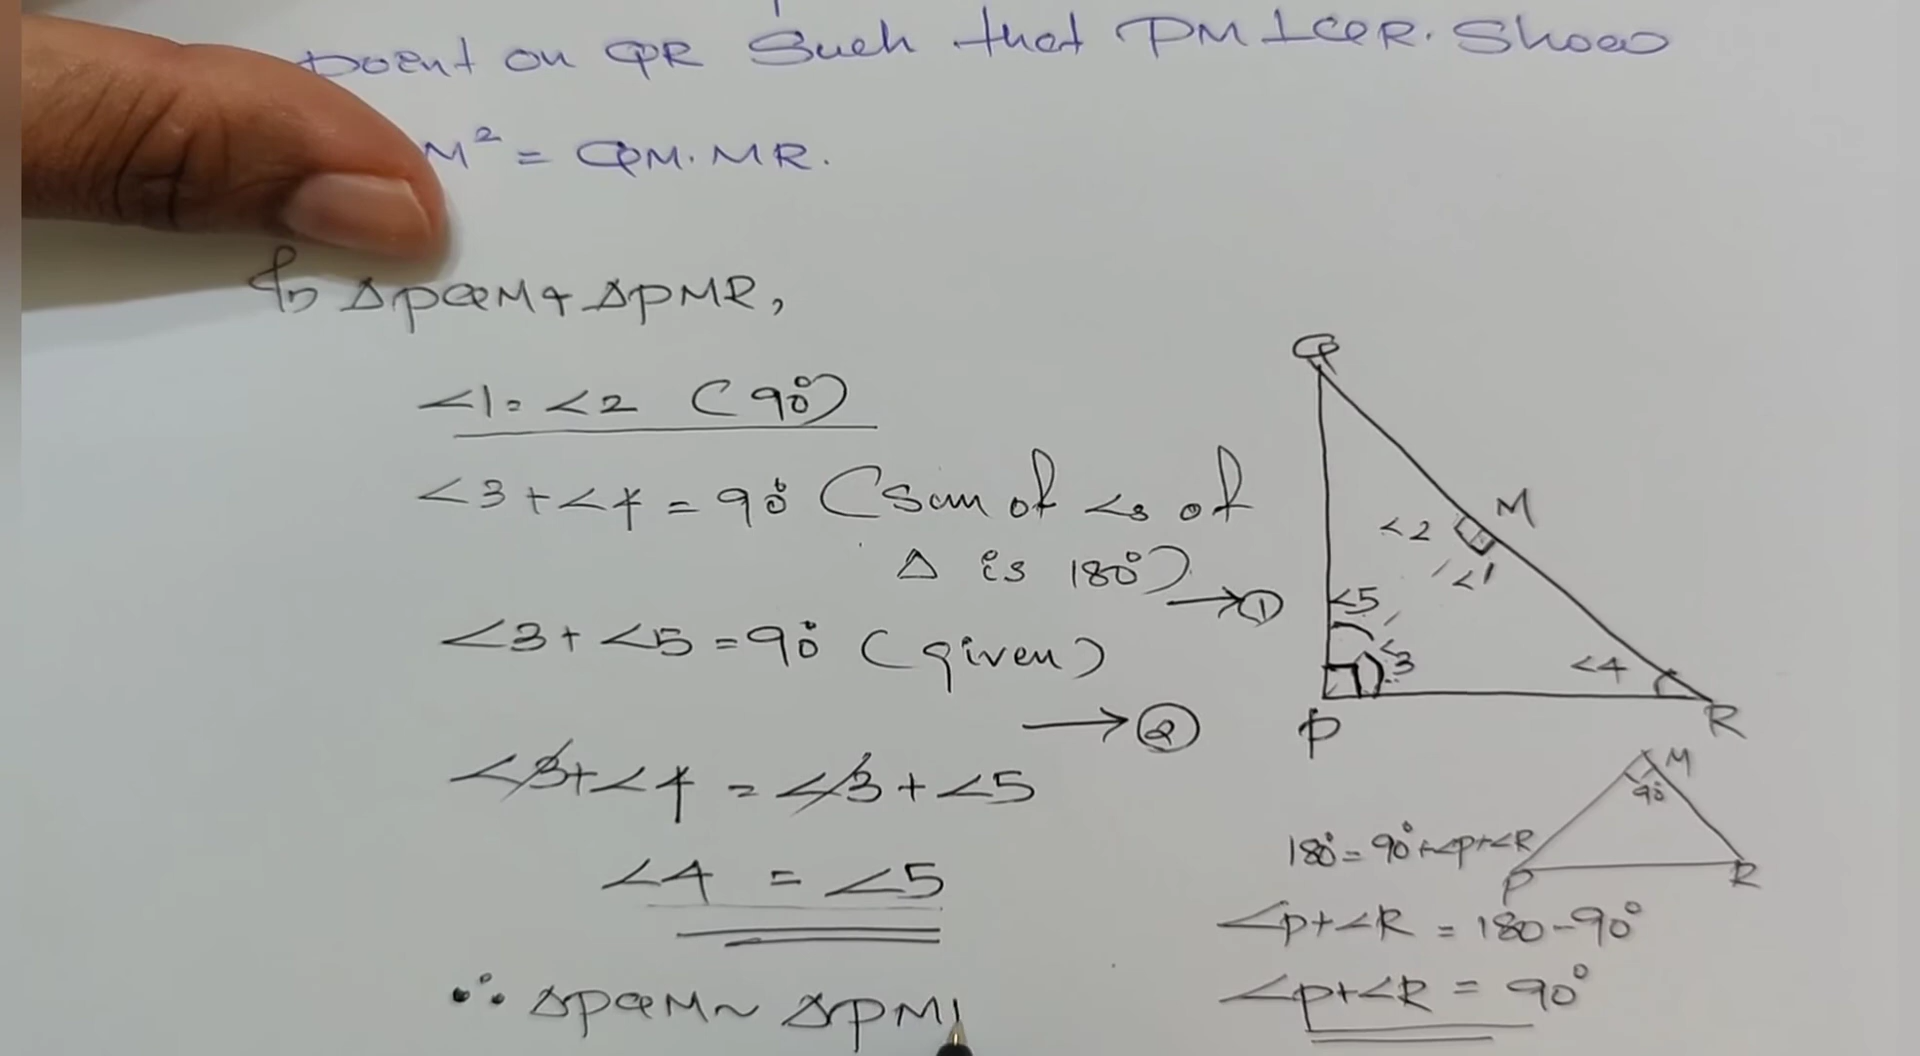 point on QR such that PM ⊥ QR. Show
M² = QM.MR.
In ΔPQM & ΔPMR,
∠1 = ∠2 (90°)
∠3 + ∠4 = 90° (Sum of ∠s of
Δ is 180°)
→ ①
∠3 + ∠5 = 90° (given)
→ ②
∠3 + ∠4 = ∠3 + ∠5
∠4 = ∠5
∴ ΔPQM ~ ΔPM
Q
M
∠2
∠1
∠5
∠3
∠4
P
R
M
90°
P
R
180° = 90° + ∠P + ∠R
∠P + ∠R = 180 - 90°
∠P + ∠R = 90°